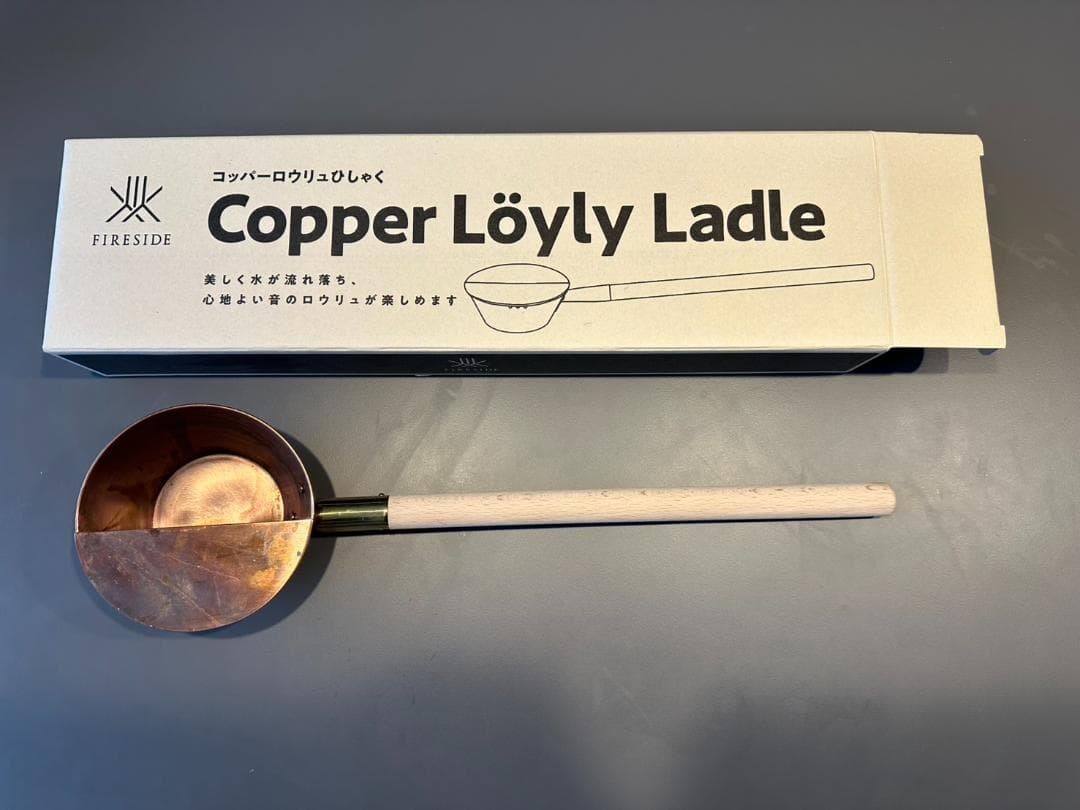 コッパーロウリュひしゃく
Copper Löyly Ladle
FIRESIDE
美しく水が流れ落ち、
心地よい音のロウリュが楽しめます